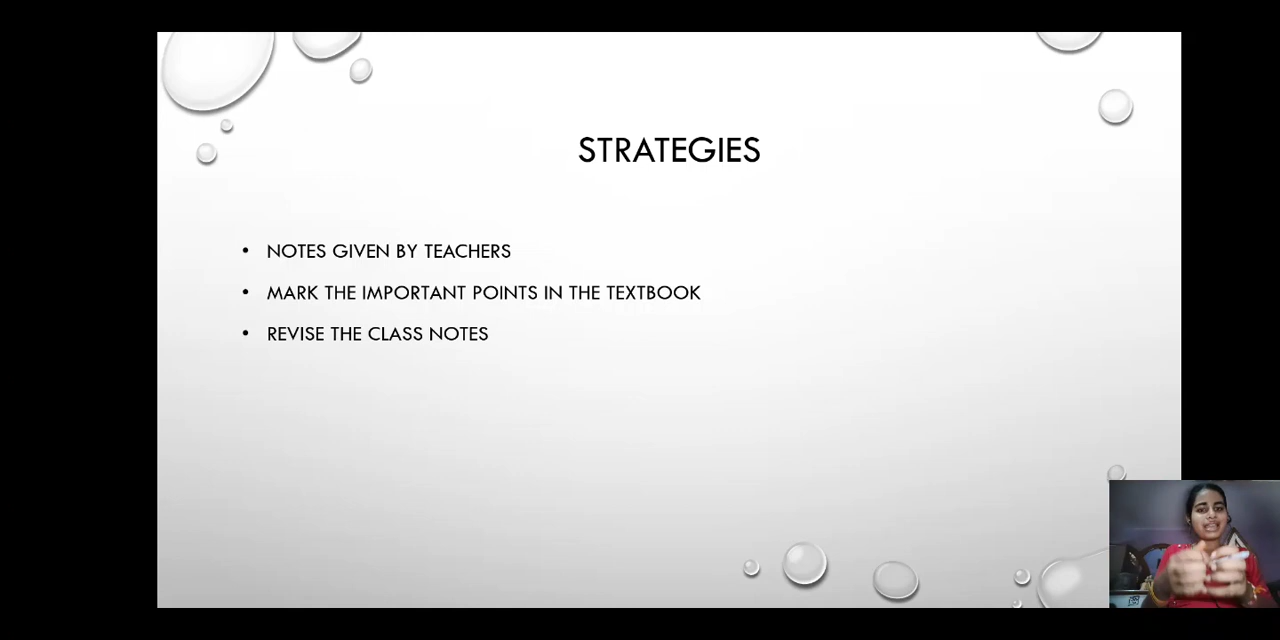 STRATEGIES
• NOTES GIVEN BY TEACHERS
• MARK THE IMPORTANT POINTS IN THE TEXTBOOK
• REVISE THE CLASS NOTES